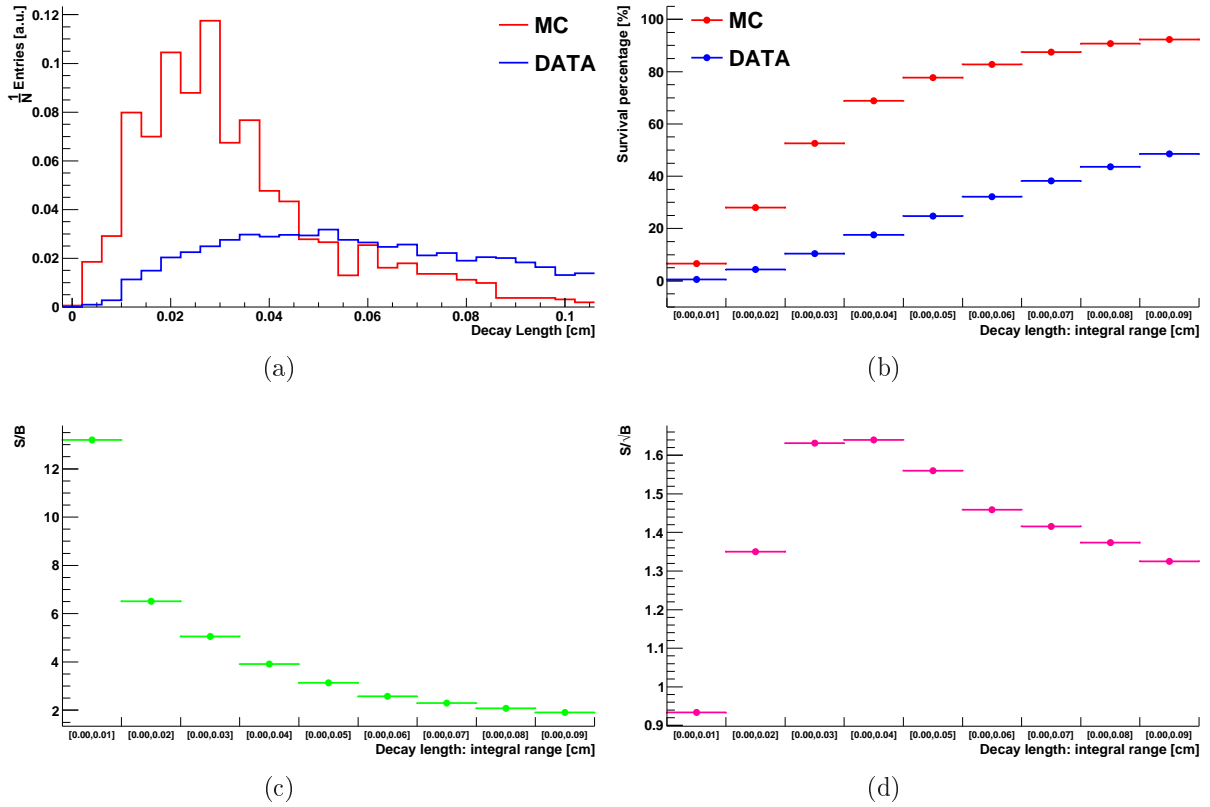 1/N Entries [a.u.]
0.12
0.1
0.08
0.06
0.04
0.02
0
MC
DATA
0 0.02 0.04 0.06 0.08 0.1
Decay Length [cm]
(a)
Survival percentage [%]
100
80
60
40
20
0
MC
DATA
[0.00,0.01] [0.00,0.02] [0.00,0.03] [0.00,0.04] [0.00,0.05] [0.00,0.06] [0.00,0.07] [0.00,0.08] [0.00,0.09]
Decay length: integral range [cm]
(b)
S/B
12
10
8
6
4
2
[0.00,0.01] [0.00,0.02] [0.00,0.03] [0.00,0.04] [0.00,0.05] [0.00,0.06] [0.00,0.07] [0.00,0.08] [0.00,0.09]
Decay length: integral range [cm]
(c)
S/√B
1.6
1.5
1.4
1.3
1.2
1.1
1
0.9
[0.00,0.01] [0.00,0.02] [0.00,0.03] [0.00,0.04] [0.00,0.05] [0.00,0.06] [0.00,0.07] [0.00,0.08] [0.00,0.09]
Decay length: integral range [cm]
(d)